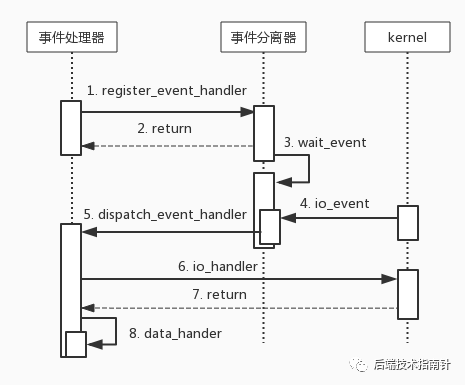 事件处理器
事件分离器
kernel
1. register_event_handler
2. return
3. wait_event
4. io_event
5. dispatch_event_handler
6. io_handler
7. return
8. data_hander
后端技术指南针